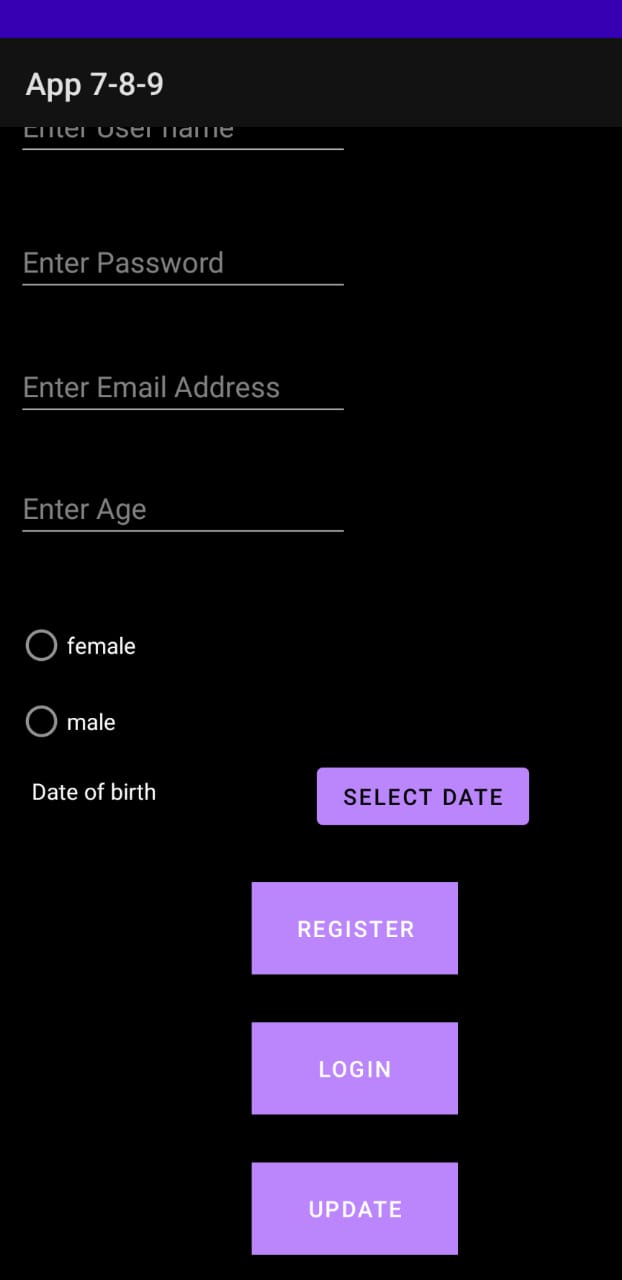 App 7-8-9
Enter User name
Enter Password
Enter Email Address
Enter Age
female
male
Date of birth
SELECT DATE
REGISTER
LOGIN
UPDATE